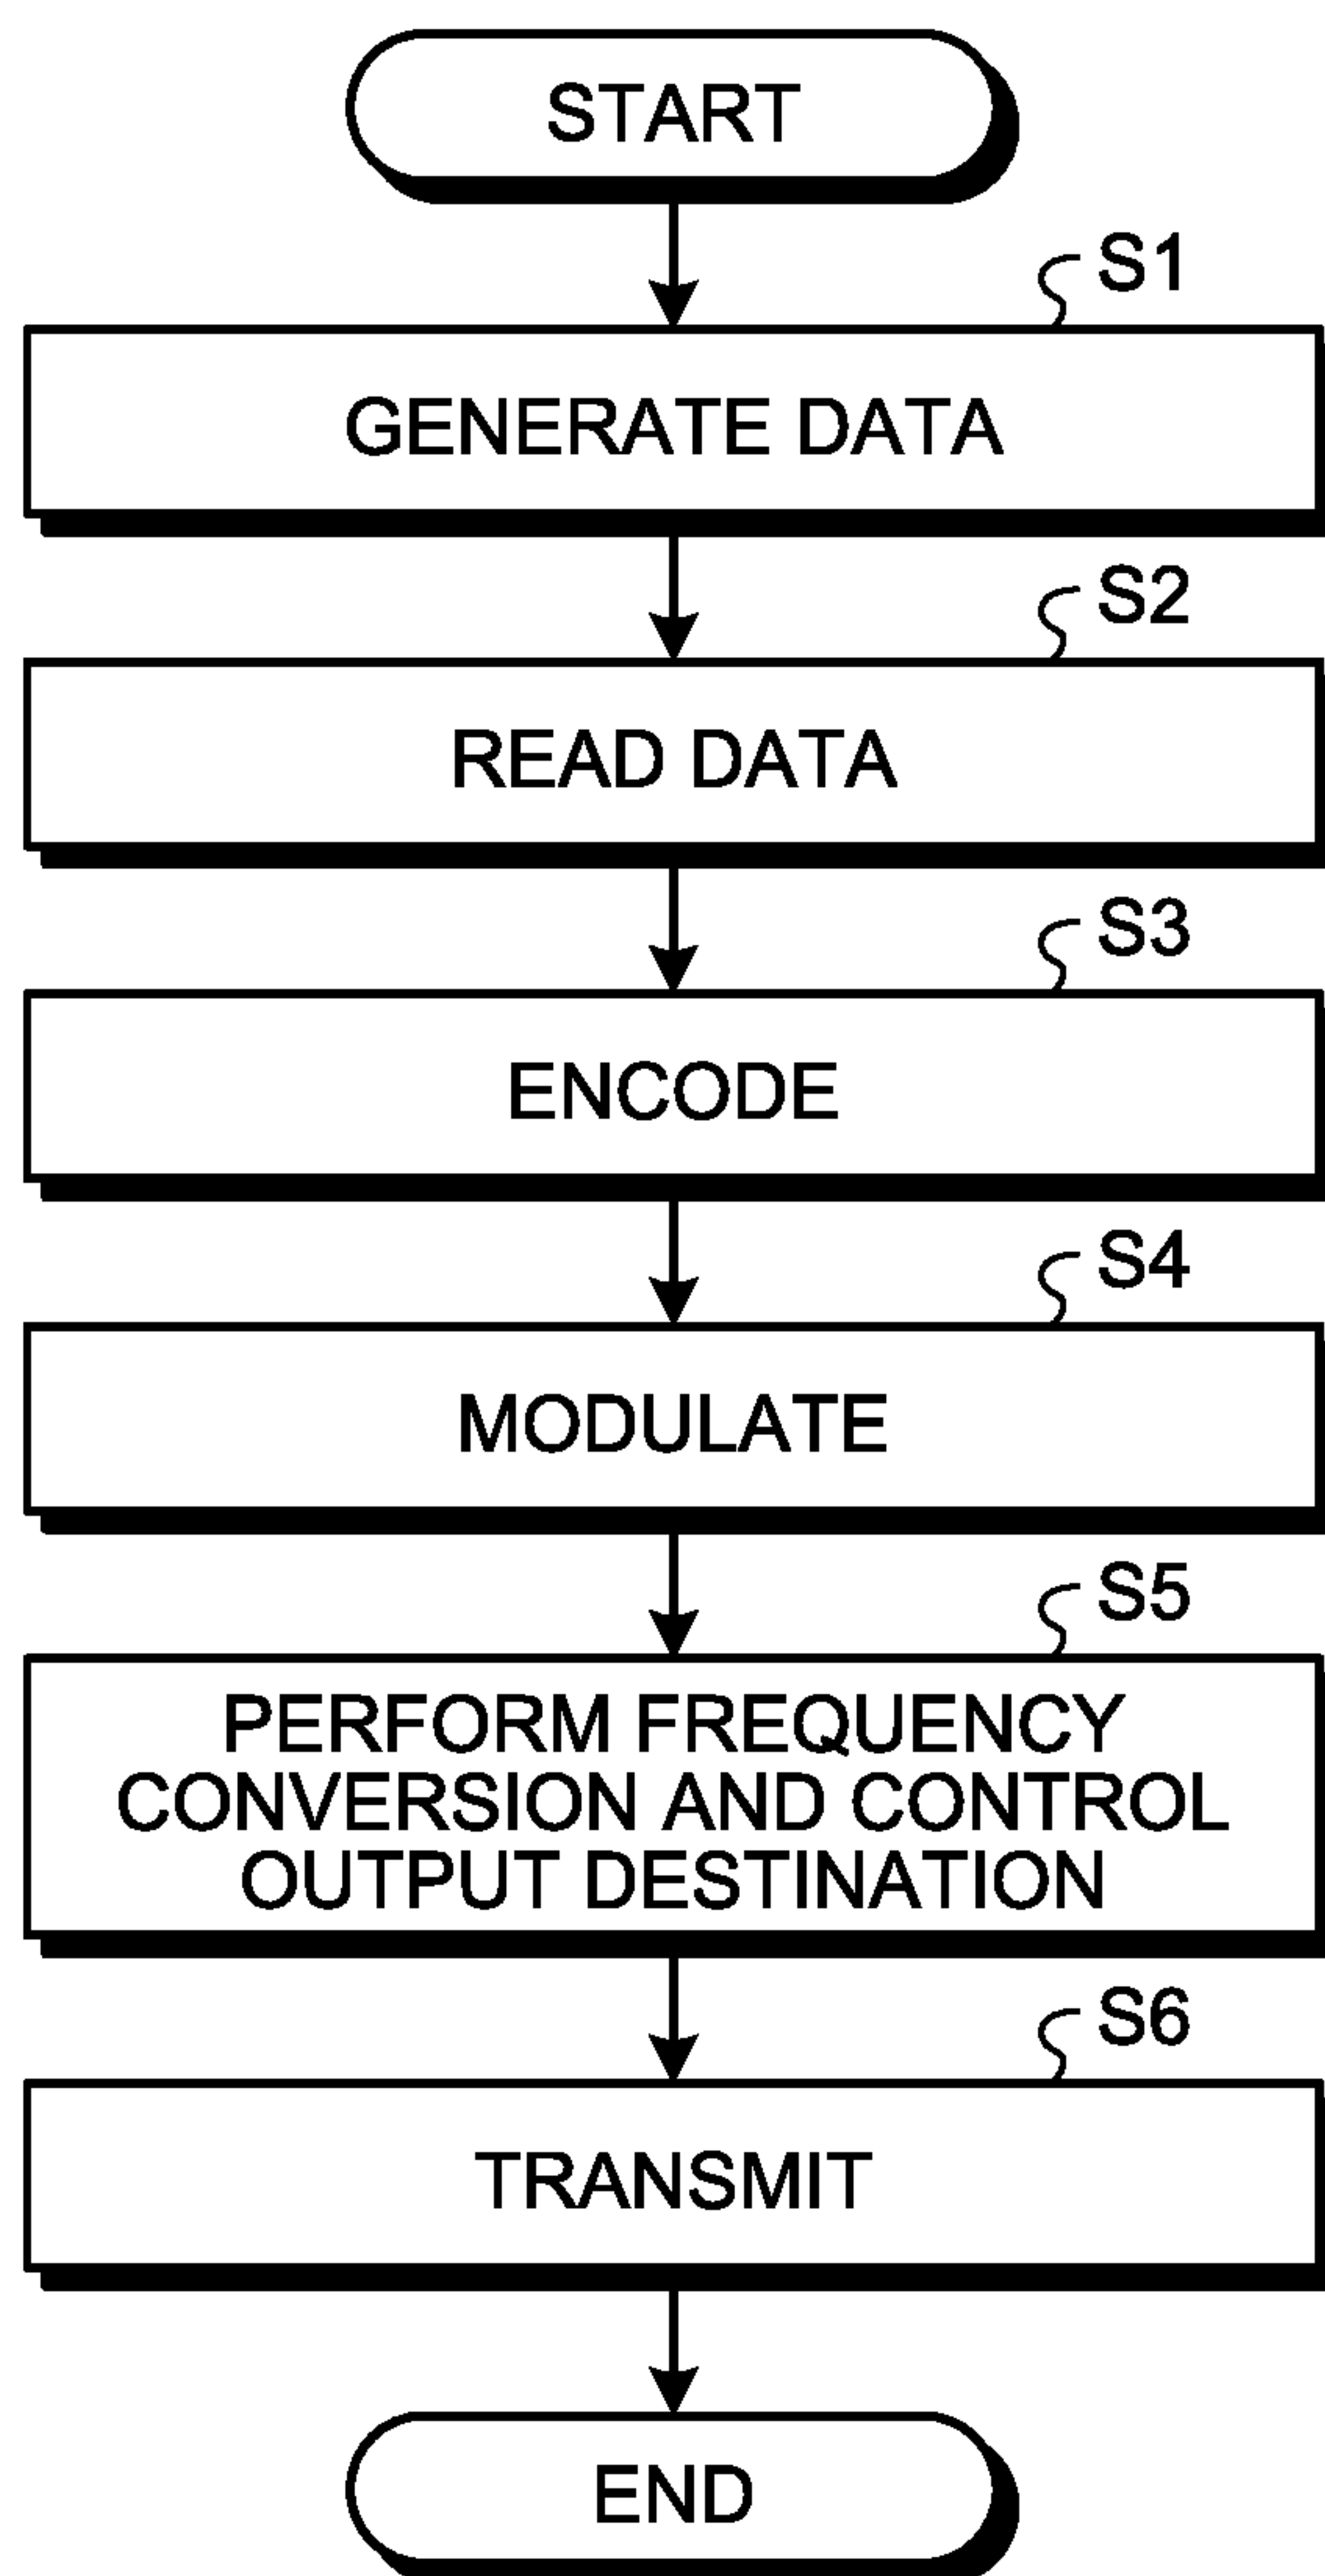 START
S1
GENERATE DATA
S2
READ DATA
S3
ENCODE
S4
MODULATE
S5
PERFORM FREQUENCY
CONVERSION AND CONTROL
OUTPUT DESTINATION
S6
TRANSMIT
END